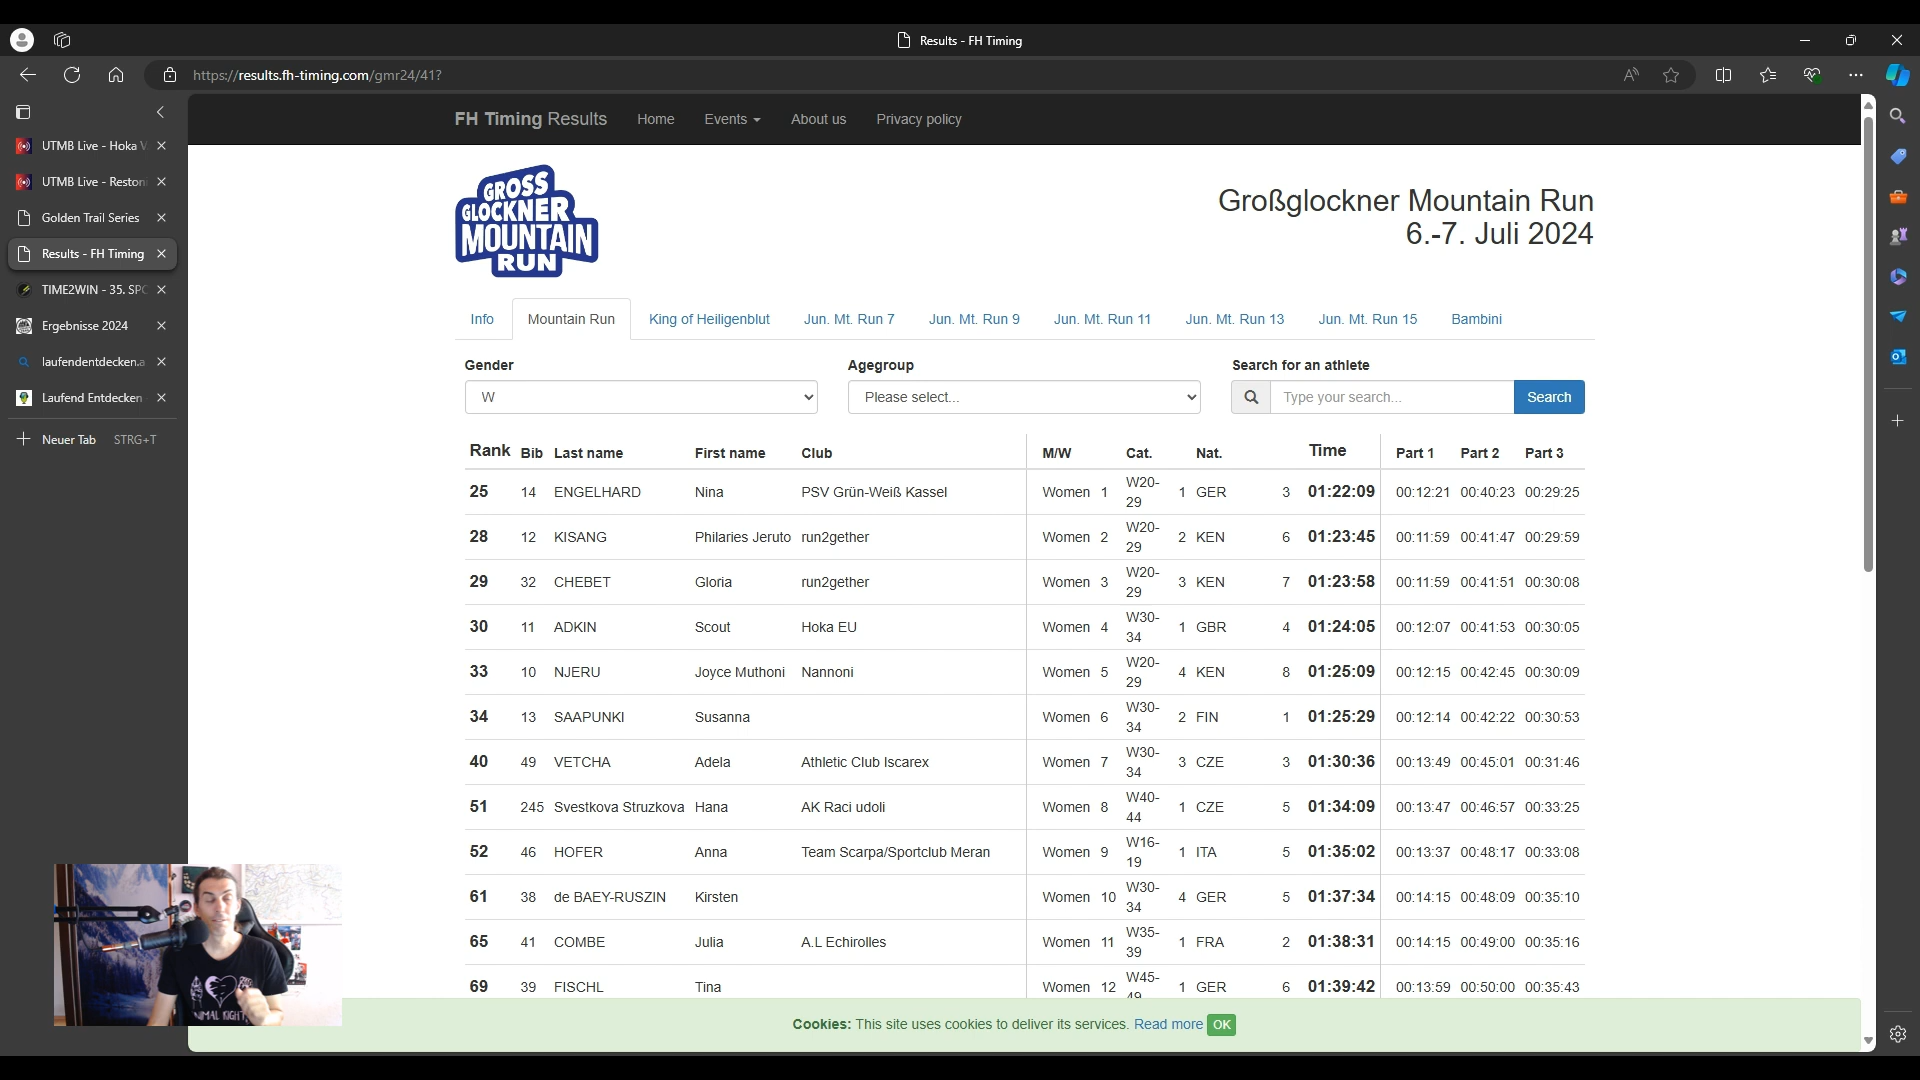 Results - FH Timing
https://results.fh-timing.com/gmr24/41?
UTMB Live - Hoka V
UTMB Live - Reston
Golden Trail Series
Results - FH Timing
TIME2WIN - 35. SPO
Ergebnisse 2024
laufendentdecken.a
Laufend Entdecken
Neuer Tab STRG+T
FH Timing Results Home Events About us Privacy policy
GROSS
GLOCKNER
MOUNTAIN
RUN
Großglockner Mountain Run
6.-7. Juli 2024
Info Mountain Run King of Heiligenblut Jun. Mt. Run 7 Jun. Mt. Run 9 Jun. Mt. Run 11 Jun. Mt. Run 13 Jun. Mt. Run 15 Bambini
Gender Agegroup Search for an athlete
W Please select... Type your search... Search
Rank Bib Last name First name Club M/W Cat. Nat. Time Part 1 Part 2 Part 3
25 14 ENGELHARD Nina PSV Grün-Weiß Kassel Women 1 W20-29 1 GER 3 01:22:09 00:12:21 00:40:23 00:29:25
28 12 KISANG Philaries Jeruto run2gether Women 2 W20-29 2 KEN 6 01:23:45 00:11:59 00:41:47 00:29:59
29 32 CHEBET Gloria run2gether Women 3 W20-29 3 KEN 7 01:23:58 00:11:59 00:41:51 00:30:08
30 11 ADKIN Scout Hoka EU Women 4 W30-34 1 GBR 4 01:24:05 00:12:07 00:41:53 00:30:05
33 10 NJERU Joyce Muthoni Nannoni Women 5 W20-29 4 KEN 8 01:25:09 00:12:15 00:42:45 00:30:09
34 13 SAAPUNKI Susanna Women 6 W30-34 2 FIN 1 01:25:29 00:12:14 00:42:22 00:30:53
40 49 VETCHA Adela Athletic Club Iscarex Women 7 W30-34 3 CZE 3 01:30:36 00:13:49 00:45:01 00:31:46
51 245 Svestkova Struzkova Hana AK Raci udoli Women 8 W40-44 1 CZE 5 01:34:09 00:13:47 00:46:57 00:33:25
52 46 HOFER Anna Team Scarpa/Sportclub Meran Women 9 W16-19 1 ITA 5 01:35:02 00:13:37 00:48:17 00:33:08
61 38 de BAEY-RUSZIN Kirsten Women 10 W30-34 4 GER 5 01:37:34 00:14:15 00:48:09 00:35:10
65 41 COMBE Julia A.L Echirolles Women 11 W35-39 1 FRA 2 01:38:31 00:14:15 00:49:00 00:35:16
69 39 FISCHL Tina Women 12 W45-49 1 GER 6 01:39:42 00:13:59 00:50:00 00:35:43
Cookies: This site uses cookies to deliver its services. Read more OK